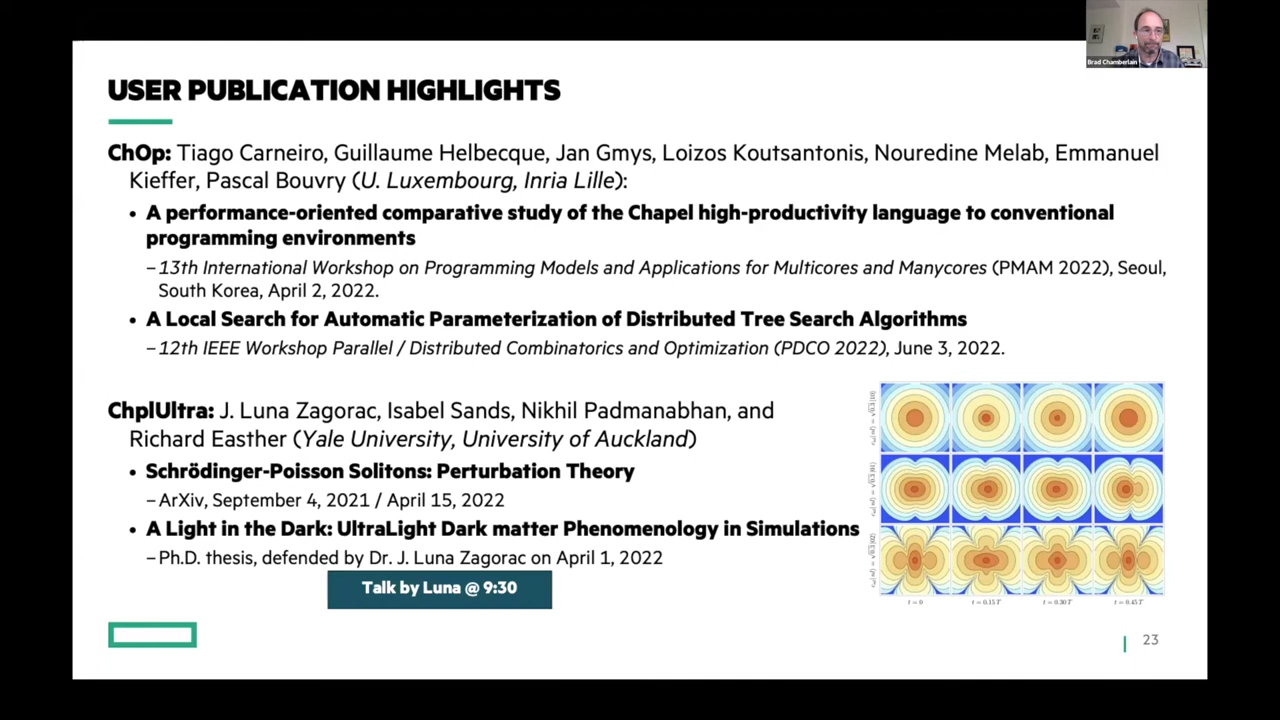 Brad Chamberlain
USER PUBLICATION HIGHLIGHTS
ChOp: Tiago Carneiro, Guillaume Helbecque, Jan Gmys, Loizos Koutsantonis, Nouredine Melab, Emmanuel
Kieffer, Pascal Bouvry (U. Luxembourg, Inria Lille):
• A performance-oriented comparative study of the Chapel high-productivity language to conventional
programming environments
– 13th International Workshop on Programming Models and Applications for Multicores and Manycores (PMAM 2022), Seoul,
South Korea, April 2, 2022.
• A Local Search for Automatic Parameterization of Distributed Tree Search Algorithms
– 12th IEEE Workshop Parallel / Distributed Combinatorics and Optimization (PDCO 2022), June 3, 2022.
ChplUltra: J. Luna Zagorac, Isabel Sands, Nikhil Padmanabhan, and
Richard Easther (Yale University, University of Auckland)
• Schrödinger-Poisson Solitons: Perturbation Theory
– ArXiv, September 4, 2021 / April 15, 2022
• A Light in the Dark: UltraLight Dark matter Phenomenology in Simulations
– Ph.D. thesis, defended by Dr. J. Luna Zagorac on April 1, 2022
Talk by Luna @ 9:30
t = 0 t = 0.15 T t = 0.30 T t = 0.45 T
23